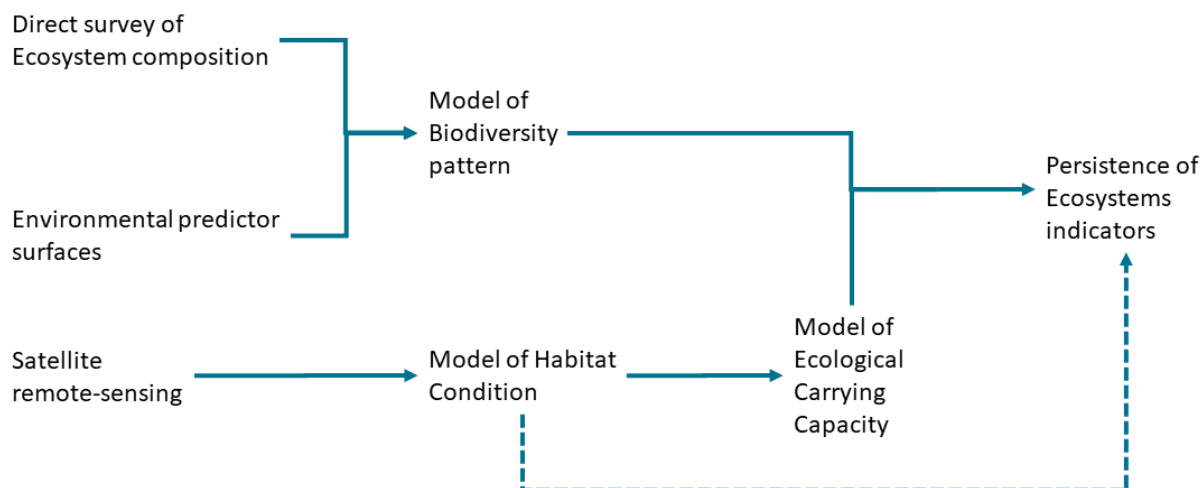 Direct survey of
Ecosystem composition
Model of
Biodiversity
pattern
Environmental predictor
surfaces
Persistence of
Ecosystems
indicators
Satellite
remote-sensing
Model of Habitat
Condition
Model of
Ecological
Carrying
Capacity